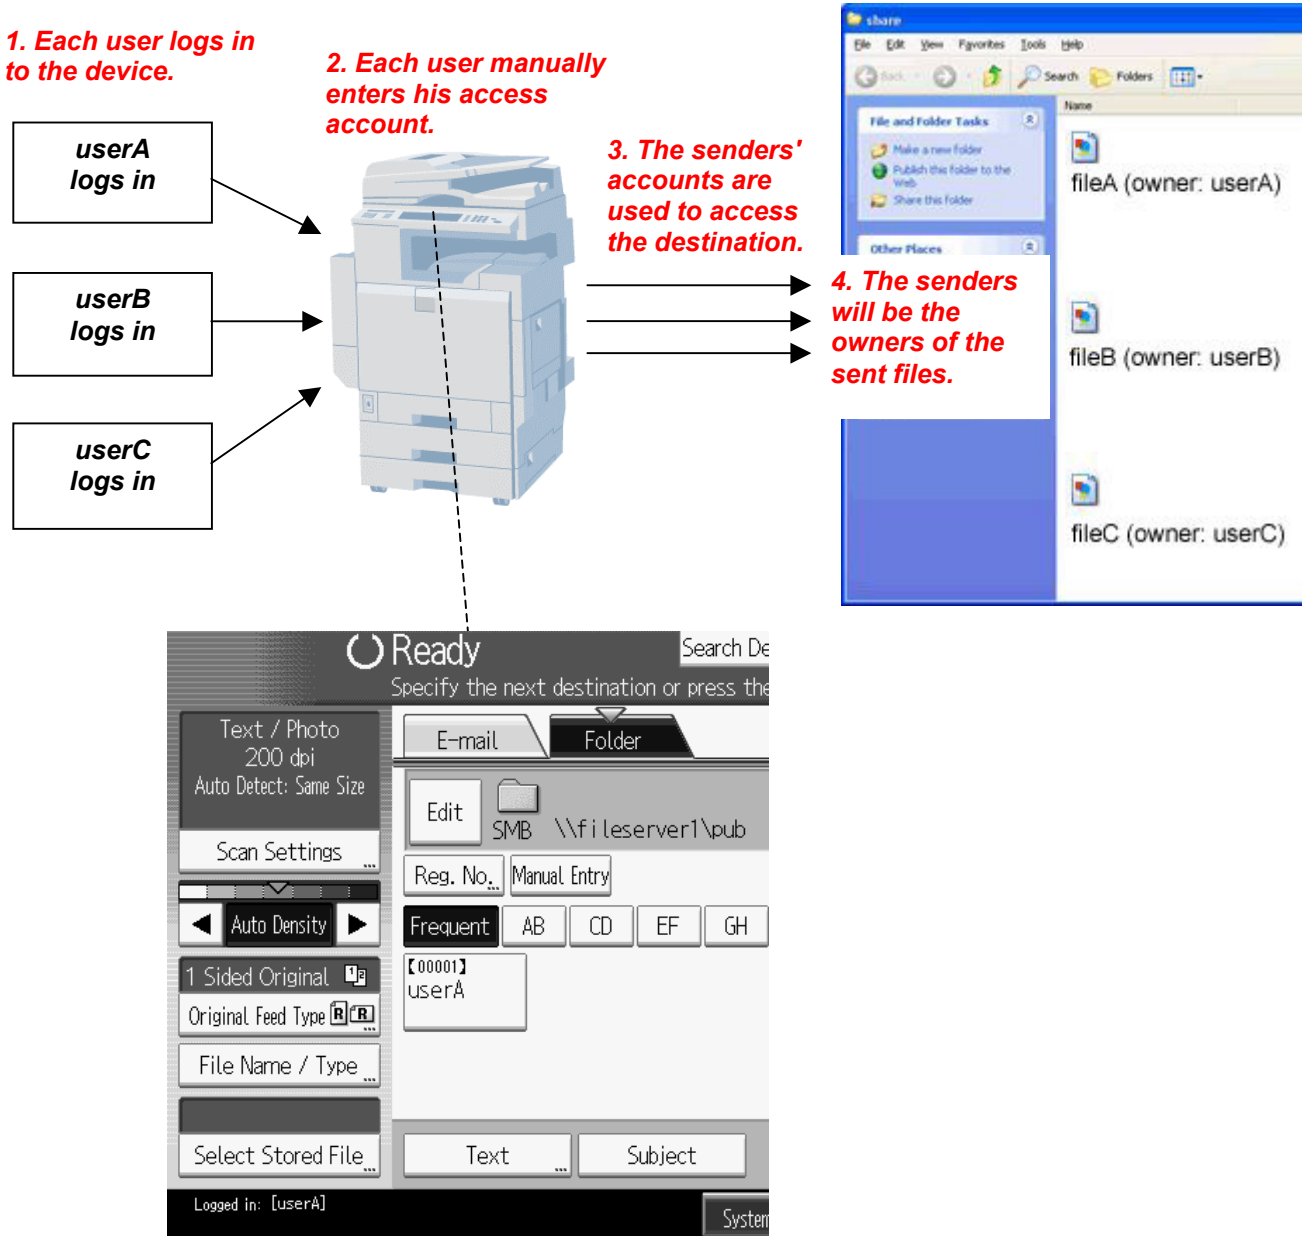 1. Each user logs in
to the device.
2. Each user manually
enters his access
account.
3. The senders'
accounts are
used to access
the destination.
4. The senders
will be the
owners of the
sent files.
userA
logs in
userB
logs in
userC
logs in
share
File Edit View Favorites Tools Help
Back Search Folders
Name
File and Folder Tasks
Make a new folder
Publish this folder to the
Web
Share this folder
Other Places
fileA (owner: userA)
fileB (owner: userB)
fileC (owner: userC)
Ready
Search De
Specify the next destination or press the
Text / Photo
200 dpi
Auto Detect: Same Size
Scan Settings
Auto Density
1 Sided Original
Original Feed Type
File Name / Type
Select Stored File
E-mail Folder
Edit
SMB \\fileserver1\pub
Reg. No. Manual Entry
Frequent AB CD EF GH
【00001】
userA
Text Subject
Logged in: [userA]
System